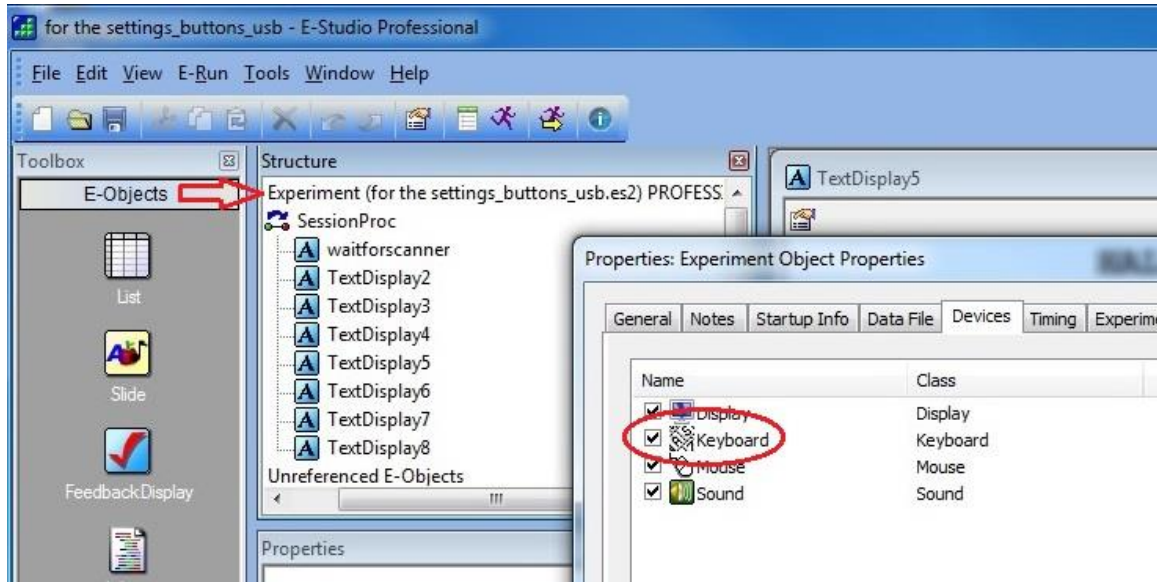 for the settings_buttons_usb - E-Studio Professional
File Edit View E-Run Tools Window Help
Toolbox
E-Objects
List
Slide
FeedbackDisplay
Structure
Experiment (for the settings_buttons_usb.es2) PROFESS
SessionProc
waitforscanner
TextDisplay2
TextDisplay3
TextDisplay4
TextDisplay5
TextDisplay6
TextDisplay7
TextDisplay8
Unreferenced E-Objects
Properties
TextDisplay5
Properties: Experiment Object Properties
General Notes Startup Info Data File Devices Timing Experim
Name Class
Display Display
Keyboard Keyboard
Mouse Mouse
Sound Sound